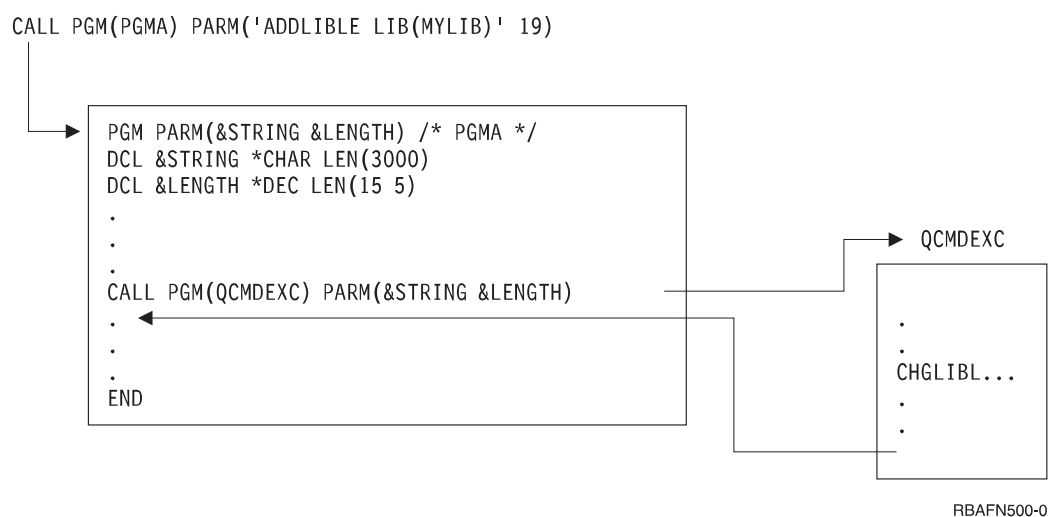 CALL PGM(PGMA) PARM('ADDLIBLE LIB(MYLIB)' 19)
PGM PARM(&STRING &LENGTH) /* PGMA */
DCL &STRING *CHAR LEN(3000)
DCL &LENGTH *DEC LEN(15 5)
.
.
.
CALL PGM(QCMDEXC) PARM(&STRING &LENGTH)
.
.
.
END
QCMDEXC
.
.
CHGLIBL...
.
.
RBAFN500-0